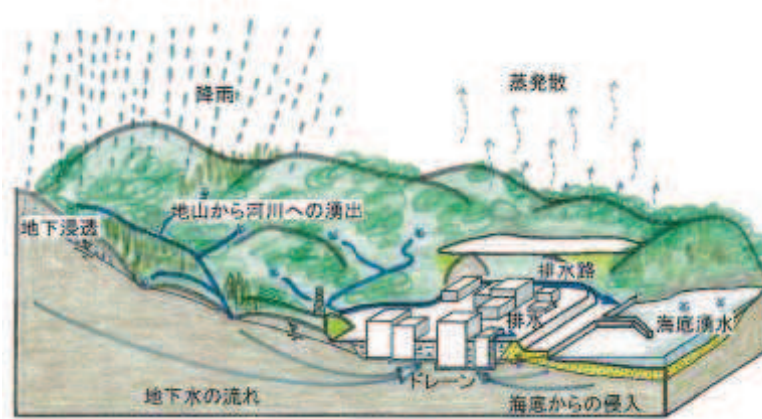 降雨
蒸発散
地山から河川への湧出
地下浸透
排水路
排水
海底湧水
ドレーン
地下水の流れ
海底からの侵入